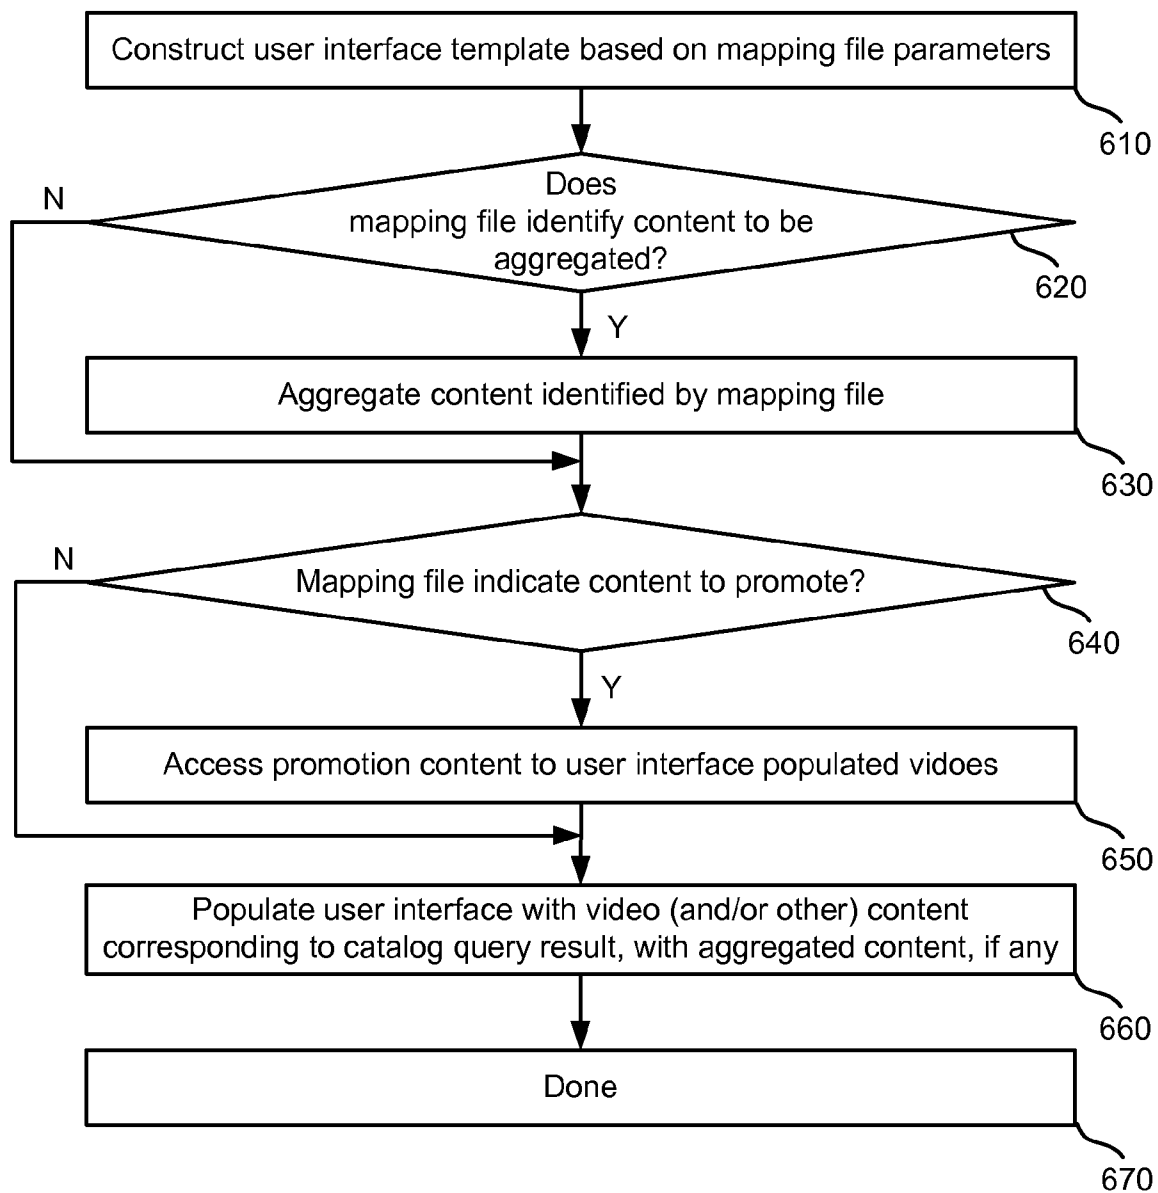 Construct user interface template based on mapping file parameters
610
N
Does
mapping file identify content to be
aggregated?
620
Y
Aggregate content identified by mapping file
630
N
Mapping file indicate content to promote?
640
Y
Access promotion content to user interface populated vidoes
650
Populate user interface with video (and/or other) content
corresponding to catalog query result, with aggregated content, if any
660
Done
670